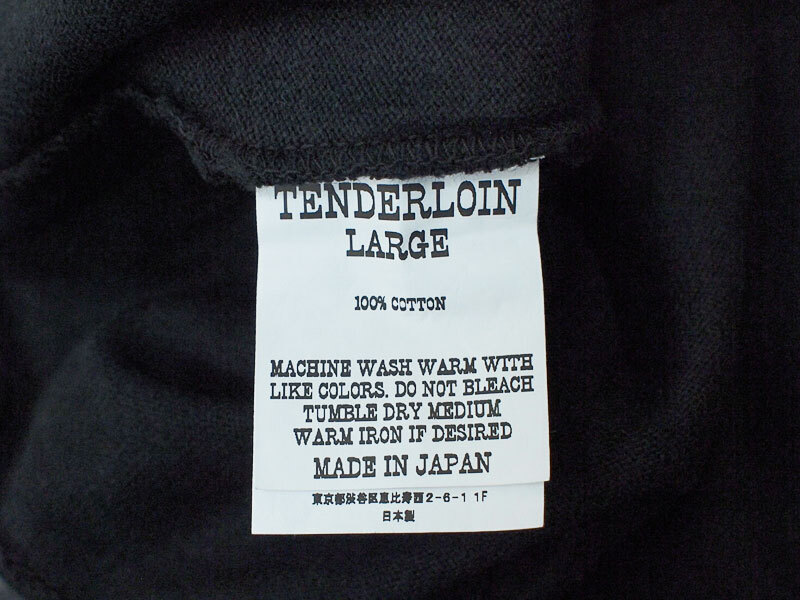 TENDERLOIN
LARGE
100% COTTON
MACHINE WASH WARM WITH
LIKE COLORS. DO NOT BLEACH
TUMBLE DRY MEDIUM
WARM IRON IF DESIRED
MADE IN JAPAN
東京都渋谷区恵比寿西2-6-1 1F
日本製